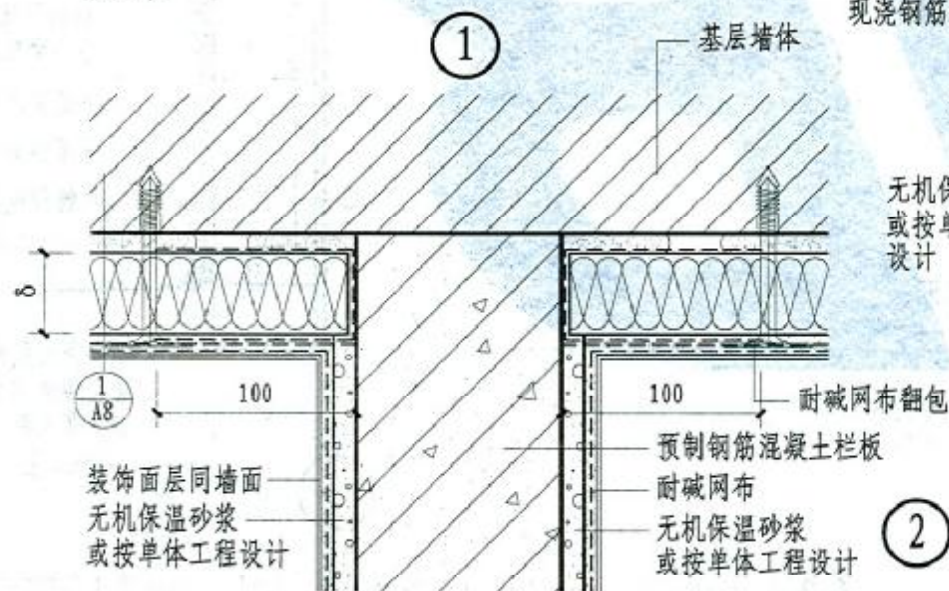 ①
现浇钢筋
基层墙体
无机保
或按单
设计
δ
1
A8
100
100
耐碱网布翻包
预制钢筋混凝土栏板
装饰面层同墙面
耐碱网布
无机保温砂浆
或按单体工程设计
无机保温砂浆
或按单体工程设计
②